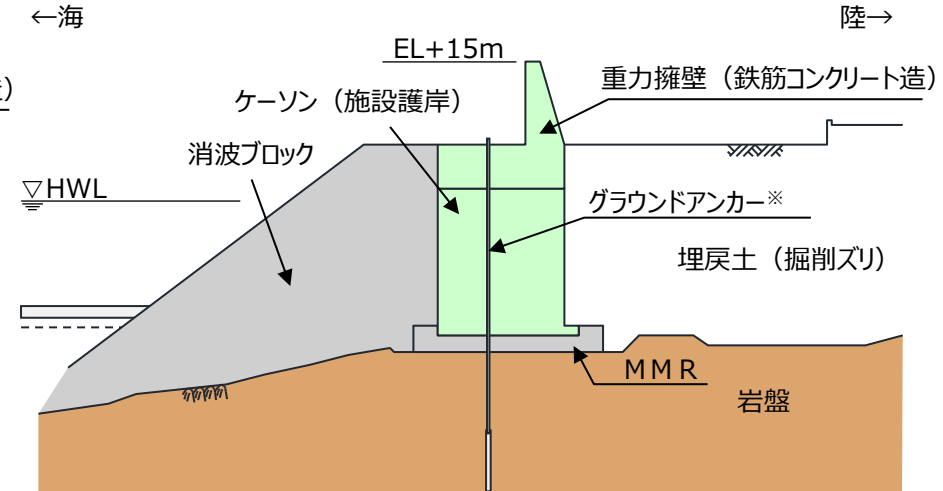 ←海
陸→
EL+15m
重力擁壁（鉄筋コンクリート造）
）
ケーソン（施設護岸）
消波ブロック
▽HWL
グラウンドアンカー※
埋戻土（掘削ズリ）
ＭＭＲ
岩盤